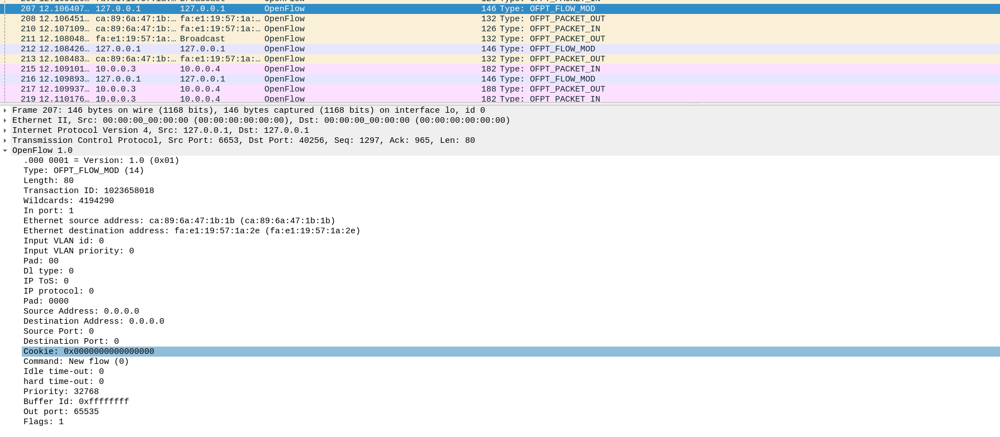 207 12.106407… 127.0.0.1 127.0.0.1 OpenFlow 146 Type: OFPT_FLOW_MOD
208 12.106451… ca:89:6a:47:1b:… fa:e1:19:57:1a:… OpenFlow 132 Type: OFPT_PACKET_OUT
210 12.107109… ca:89:6a:47:1b:… fa:e1:19:57:1a:… OpenFlow 126 Type: OFPT_PACKET_IN
211 12.108048… fa:e1:19:57:1a:… Broadcast OpenFlow 132 Type: OFPT_PACKET_OUT
212 12.108426… 127.0.0.1 127.0.0.1 OpenFlow 146 Type: OFPT_FLOW_MOD
213 12.108483… ca:89:6a:47:1b:… fa:e1:19:57:1a:… OpenFlow 132 Type: OFPT_PACKET_OUT
215 12.109101… 10.0.0.3 10.0.0.4 OpenFlow 182 Type: OFPT_PACKET_IN
216 12.109893… 127.0.0.1 127.0.0.1 OpenFlow 146 Type: OFPT_FLOW_MOD
217 12.109937… 10.0.0.3 10.0.0.4 OpenFlow 188 Type: OFPT_PACKET_OUT
219 12.110176… 10.0.0.3 10.0.0.4 OpenFlow 182 Type: OFPT_PACKET_IN
Frame 207: 146 bytes on wire (1168 bits), 146 bytes captured (1168 bits) on interface lo, id 0
Ethernet II, Src: 00:00:00_00:00:00 (00:00:00:00:00:00), Dst: 00:00:00_00:00:00 (00:00:00:00:00:00)
Internet Protocol Version 4, Src: 127.0.0.1, Dst: 127.0.0.1
Transmission Control Protocol, Src Port: 6653, Dst Port: 40256, Seq: 1297, Ack: 965, Len: 80
OpenFlow 1.0
.000 0001 = Version: 1.0 (0x01)
Type: OFPT_FLOW_MOD (14)
Length: 80
Transaction ID: 1023658018
Wildcards: 4194290
In port: 1
Ethernet source address: ca:89:6a:47:1b:1b (ca:89:6a:47:1b:1b)
Ethernet destination address: fa:e1:19:57:1a:2e (fa:e1:19:57:1a:2e)
Input VLAN id: 0
Input VLAN priority: 0
Pad: 00
Dl type: 0
IP ToS: 0
IP protocol: 0
Pad: 0000
Source Address: 0.0.0.0
Destination Address: 0.0.0.0
Source Port: 0
Destination Port: 0
Cookie: 0x0000000000000000
Command: New flow (0)
Idle time-out: 0
hard time-out: 0
Priority: 32768
Buffer Id: 0xffffffff
Out port: 65535
Flags: 1